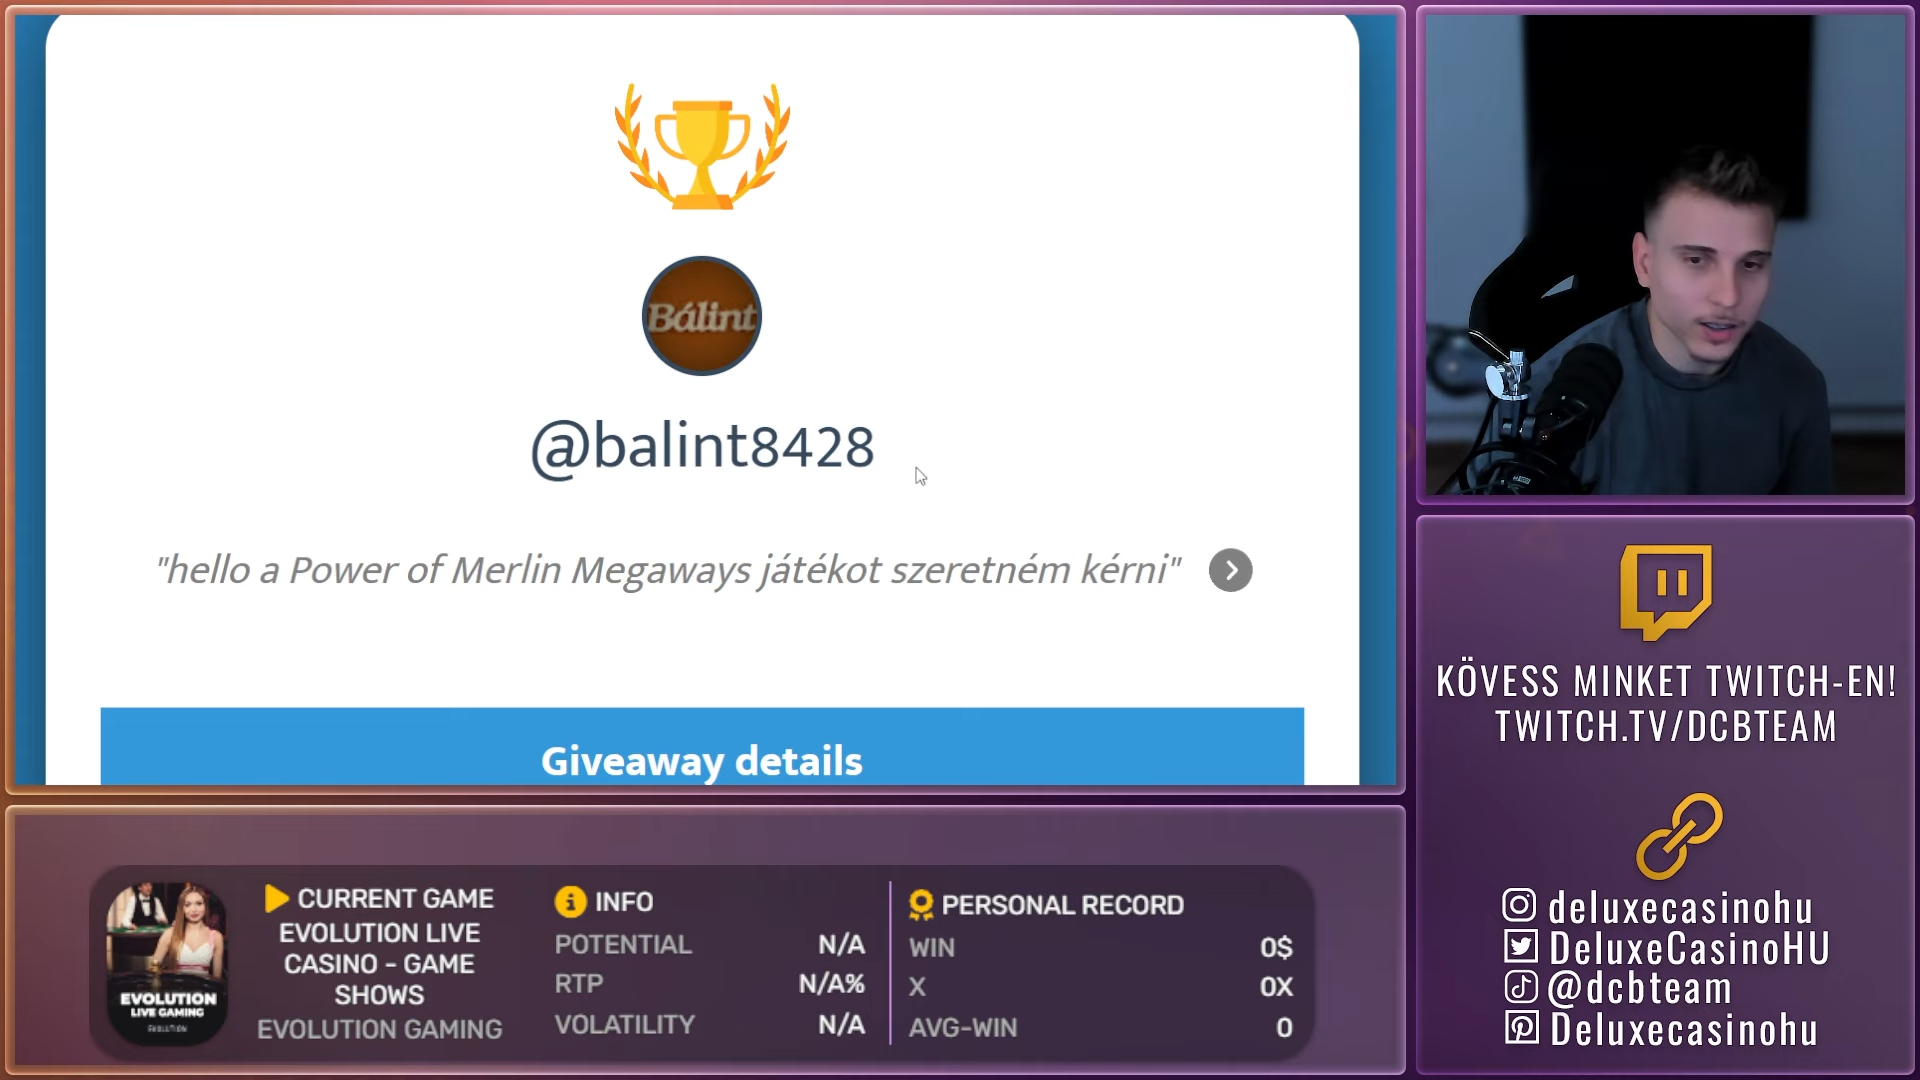 Bálint
@balint8428
"hello a Power of Merlin Megaways játékot szeretném kérni"
Giveaway details
KÖVESS MINKET TWITCH-EN!
TWITCH.TV/DCBTEAM
deluxecasinohu
DeluxeCasinoHU
@dcbteam
Deluxecasinohu
EVOLUTION
LIVE GAMING
EVOLUTION
CURRENT GAME
EVOLUTION LIVE
CASINO - GAME
SHOWS
EVOLUTION GAMING
INFO
POTENTIAL N/A
RTP N/A%
VOLATILITY N/A
PERSONAL RECORD
WIN 0$
X 0X
AVG-WIN 0